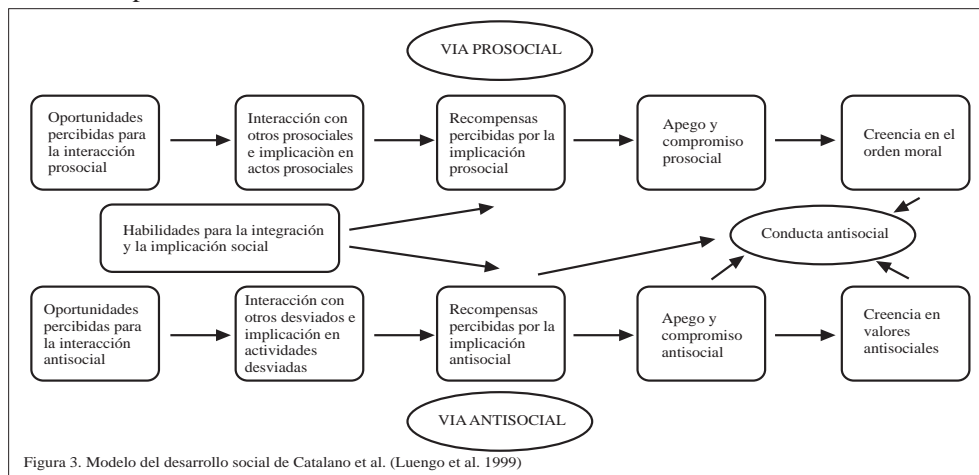 VIA PROSOCIAL
Oportunidades
percibidas para
la interacción
prosocial
Interacción con
otros prosociales
e implicaciòn en
actos prosociales
Recompensas
percibidas por la
implicación
prosocial
Apego y
compromiso
prosocial
Creencia en el
orden moral
Habilidades para la integración
y la implicación social
Conducta antisocial
Oportunidades
percibidas para
la interacción
antisocial
Interacción con
otros desviados e
implicación en
actividades
desviadas
Recompensas
percibidas por la
implicación
antisocial
Apego y
compromiso
antisocial
Creencia en
valores
antisociales
VIA ANTISOCIAL
Figura 3. Modelo del desarrollo social de Catalano et al. (Luengo et al. 1999)